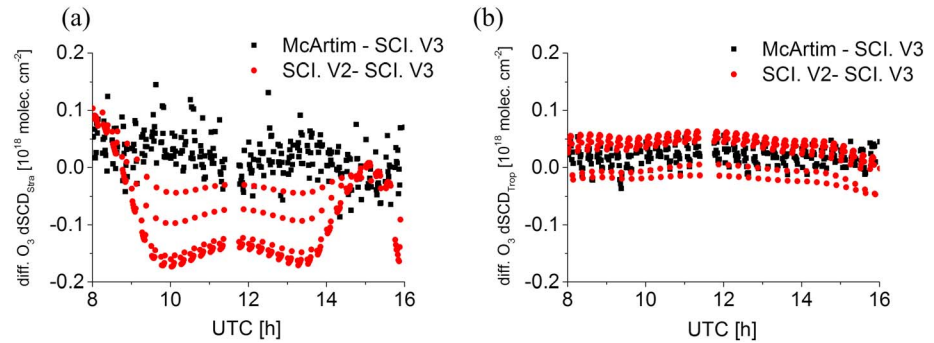 (a)
McArtim - SCI. V3
SCI. V2- SCI. V3
diff. O3 dSCDStra [10^18 molec. cm^-2]
0.2
0.1
0.0
-0.1
-0.2
8 10 12 14 16
UTC [h]
(b)
McArtim - SCI. V3
SCI. V2- SCI. V3
diff. O3 dSCDTrop [10^18 molec. cm^-2]
0.2
0.1
0.0
-0.1
-0.2
8 10 12 14 16
UTC [h]